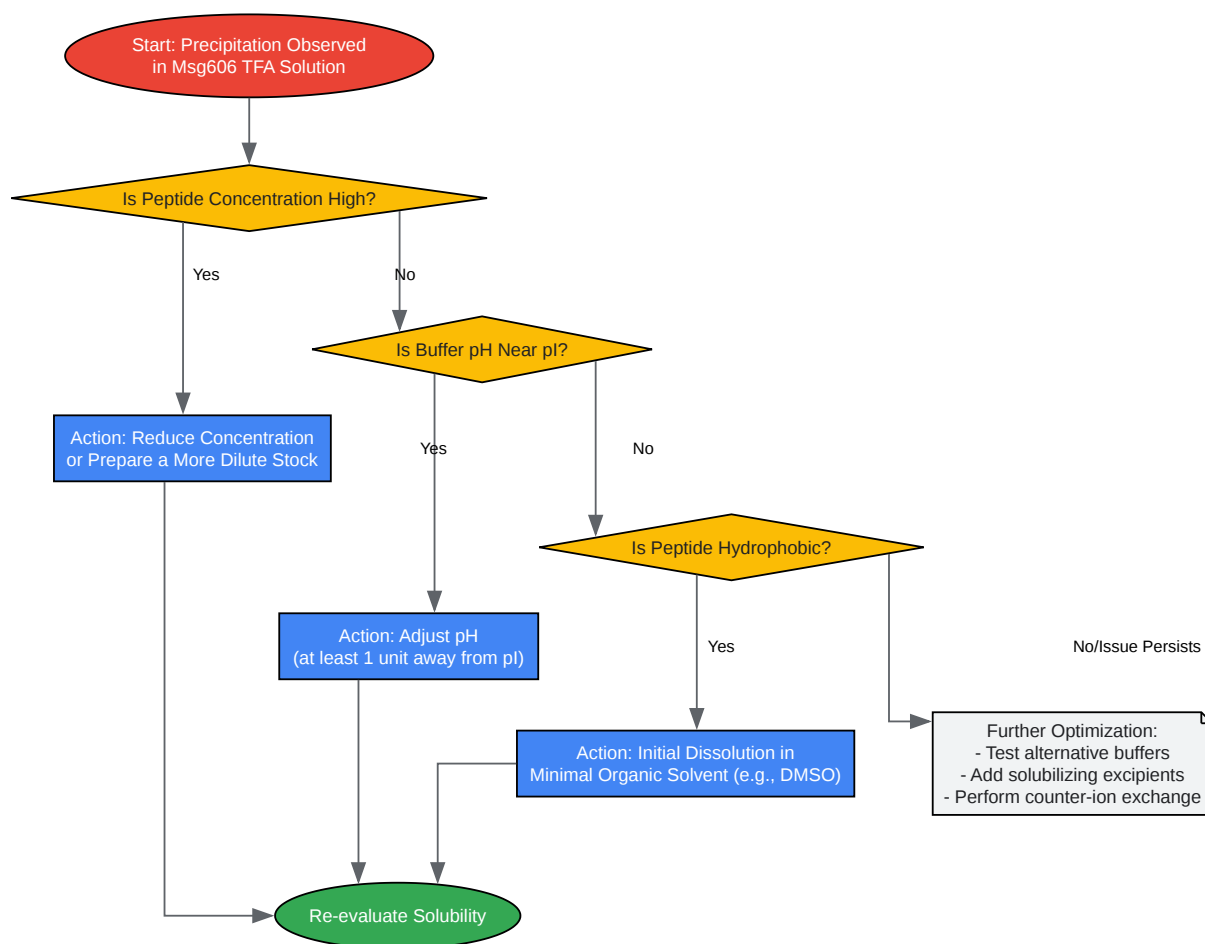 Start: Precipitation Observed
in Msg606 TFA Solution
Is Peptide Concentration High?
Yes
No
Is Buffer pH Near pI?
Action: Reduce Concentration
or Prepare a More Dilute Stock
Yes
No
Is Peptide Hydrophobic?
Action: Adjust pH
(at least 1 unit away from pI)
Yes
No/Issue Persists
Action: Initial Dissolution in
Minimal Organic Solvent (e.g., DMSO)
Further Optimization:
- Test alternative buffers
- Add solubilizing excipients
- Perform counter-ion exchange
Re-evaluate Solubility